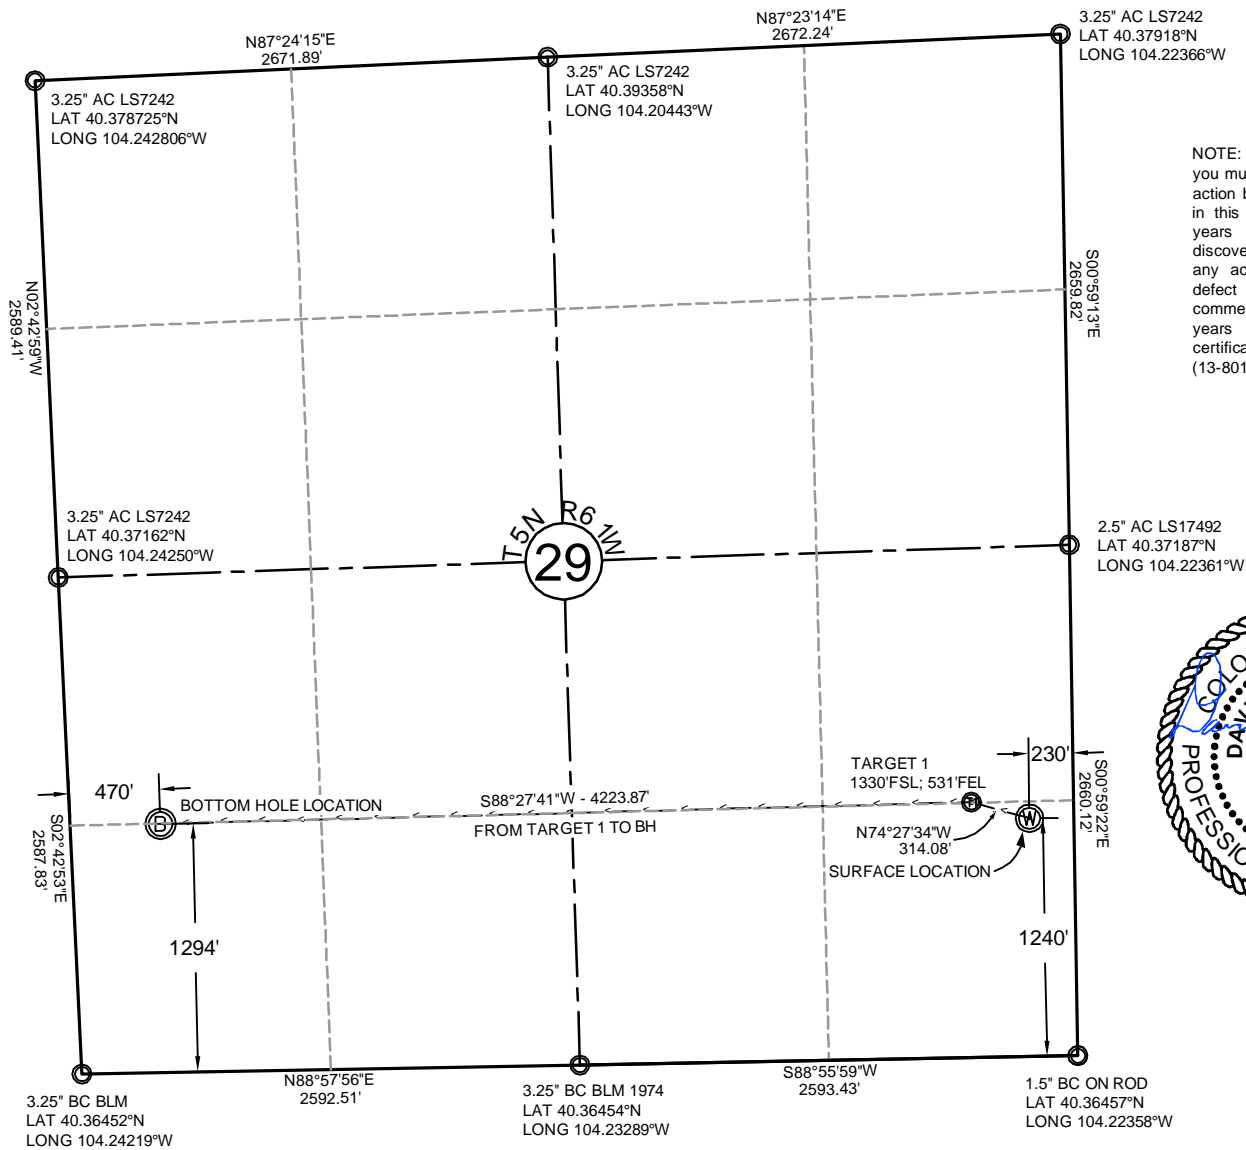 N87°24'15"E
2671.89'
N87°23'14"E
2672.24'
3.25" AC LS7242
LAT 40.37918°N
LONG 104.22366°W
3.25" AC LS7242
LAT 40.378725°N
LONG 104.242806°W
3.25" AC LS7242
LAT 40.39358°N
LONG 104.20443°W
NOTE:
you mu
action b
in this
years
discove
any ac
defect
comme
years
certifica
(13-801
N02°42'59"W
2589.41'
S00°59'13"E
2659.82'
3.25" AC LS7242
LAT 40.37162°N
LONG 104.24250°W
T5N R61W
29
2.5" AC LS17492
LAT 40.37187°N
LONG 104.22361°W
COLO
DAV
PROFESSIO
470'
BOTTOM HOLE LOCATION
B
S88°27'41"W - 4223.87'
FROM TARGET 1 TO BH
TARGET 1
1330'FSL; 531'FEL
T1
230'
W
N74°27'34"W
314.08'
SURFACE LOCATION
S00°59'22"E
2660.12'
S02°42'53"E
2587.83'
1294'
1240'
N88°57'56"E
2592.51'
S88°55'59"W
2593.43'
3.25" BC BLM
LAT 40.36452°N
LONG 104.24219°W
3.25" BC BLM 1974
LAT 40.36454°N
LONG 104.23289°W
1.5" BC ON ROD
LAT 40.36457°N
LONG 104.22358°W